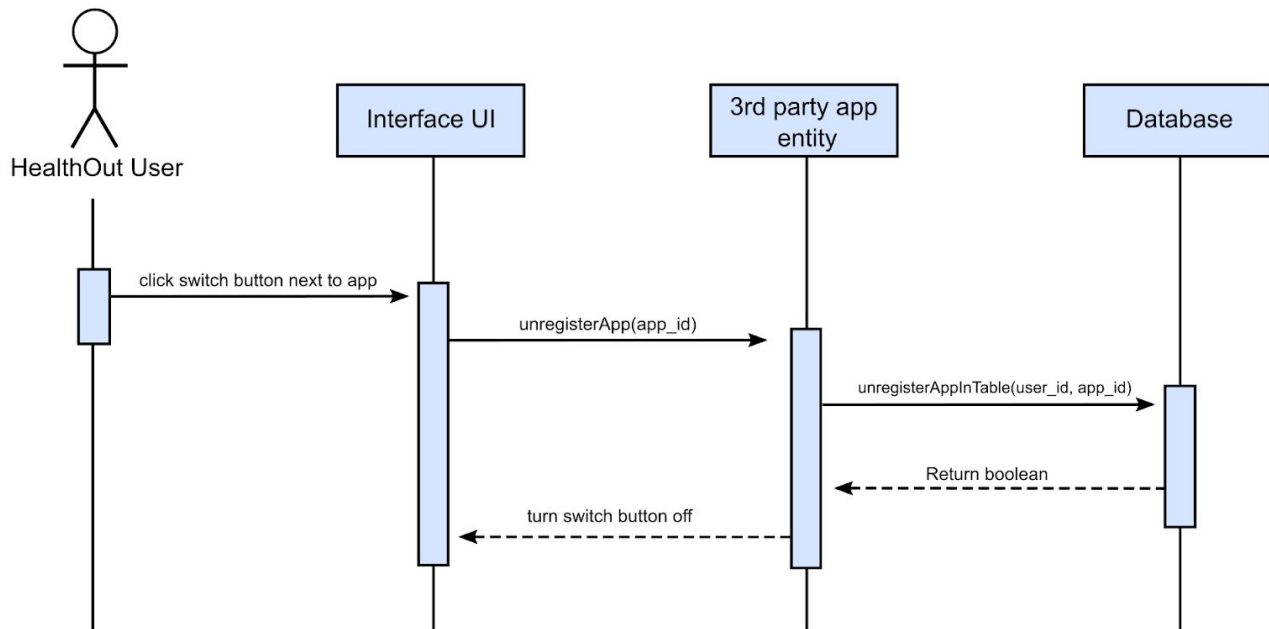 Interface UI
3rd party app
entity
Database
HealthOut User
click switch button next to app
unregisterApp(app_id)
unregisterAppInTable(user_id, app_id)
Return boolean
turn switch button off